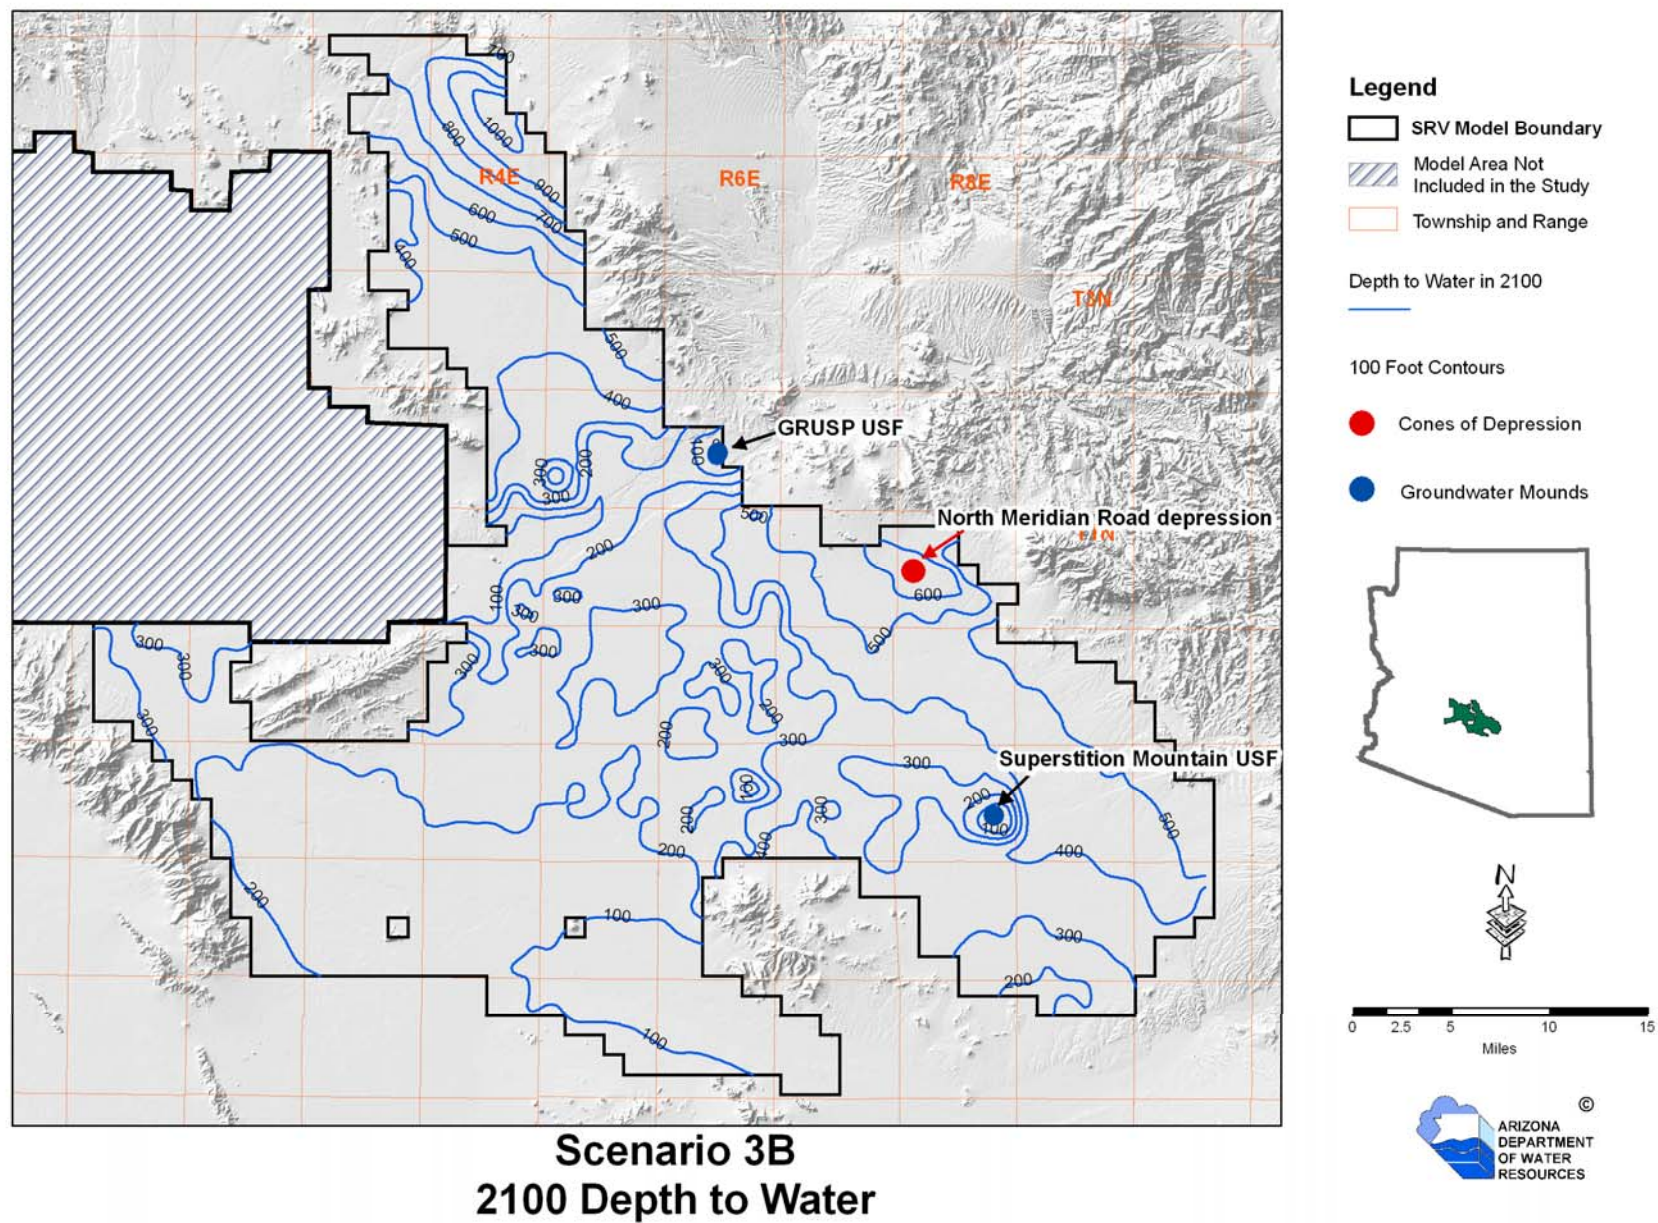 700
800
1000
R4E
900
600
700
500
400
R6E
R8E
T3N
500
400
GRUSP USF
100
300
200
300
500
North Meridian Road depression
T1N
200
600
100
300
300
300
300
500
300
300
300
300
300
200
200
300
300
Superstition Mountain USF
300
200
100
100
200
300
500
400
200
400
200
100
300
200
100
Legend
SRV Model Boundary
Model Area Not
Included in the Study
Township and Range
Depth to Water in 2100
100 Foot Contours
Cones of Depression
Groundwater Mounds
N
0 2.5 5 10 15
Miles
©
ARIZONA
DEPARTMENT
OF WATER
RESOURCES
Scenario 3B
2100 Depth to Water